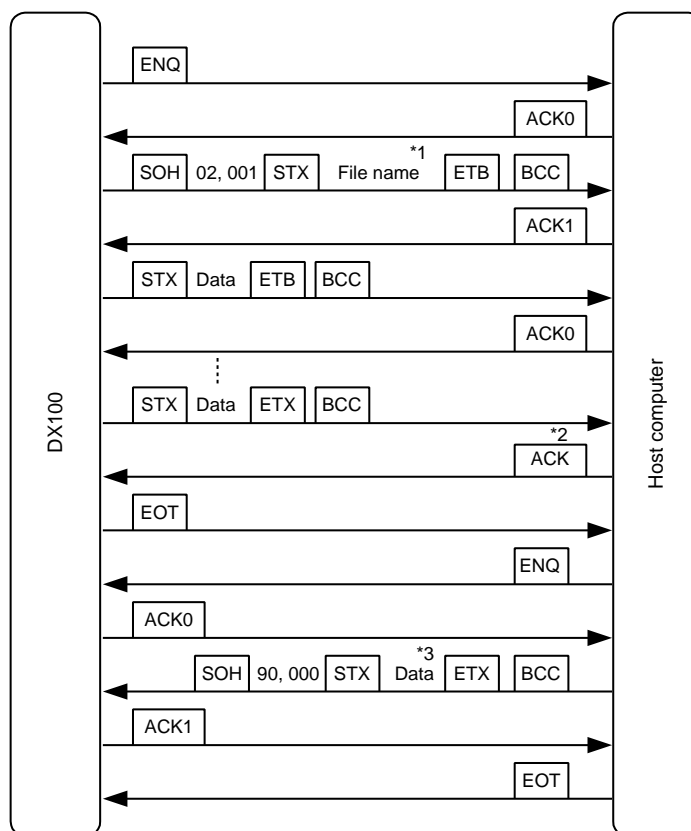 DX100
Host computer
ENQ
ACK0
*1
SOH 02, 001 STX File name ETB BCC
ACK1
STX Data ETB BCC
ACK0
STX Data ETX BCC
*2
ACK
EOT
ENQ
ACK0
*3
SOH 90, 000 STX Data ETX BCC
ACK1
EOT